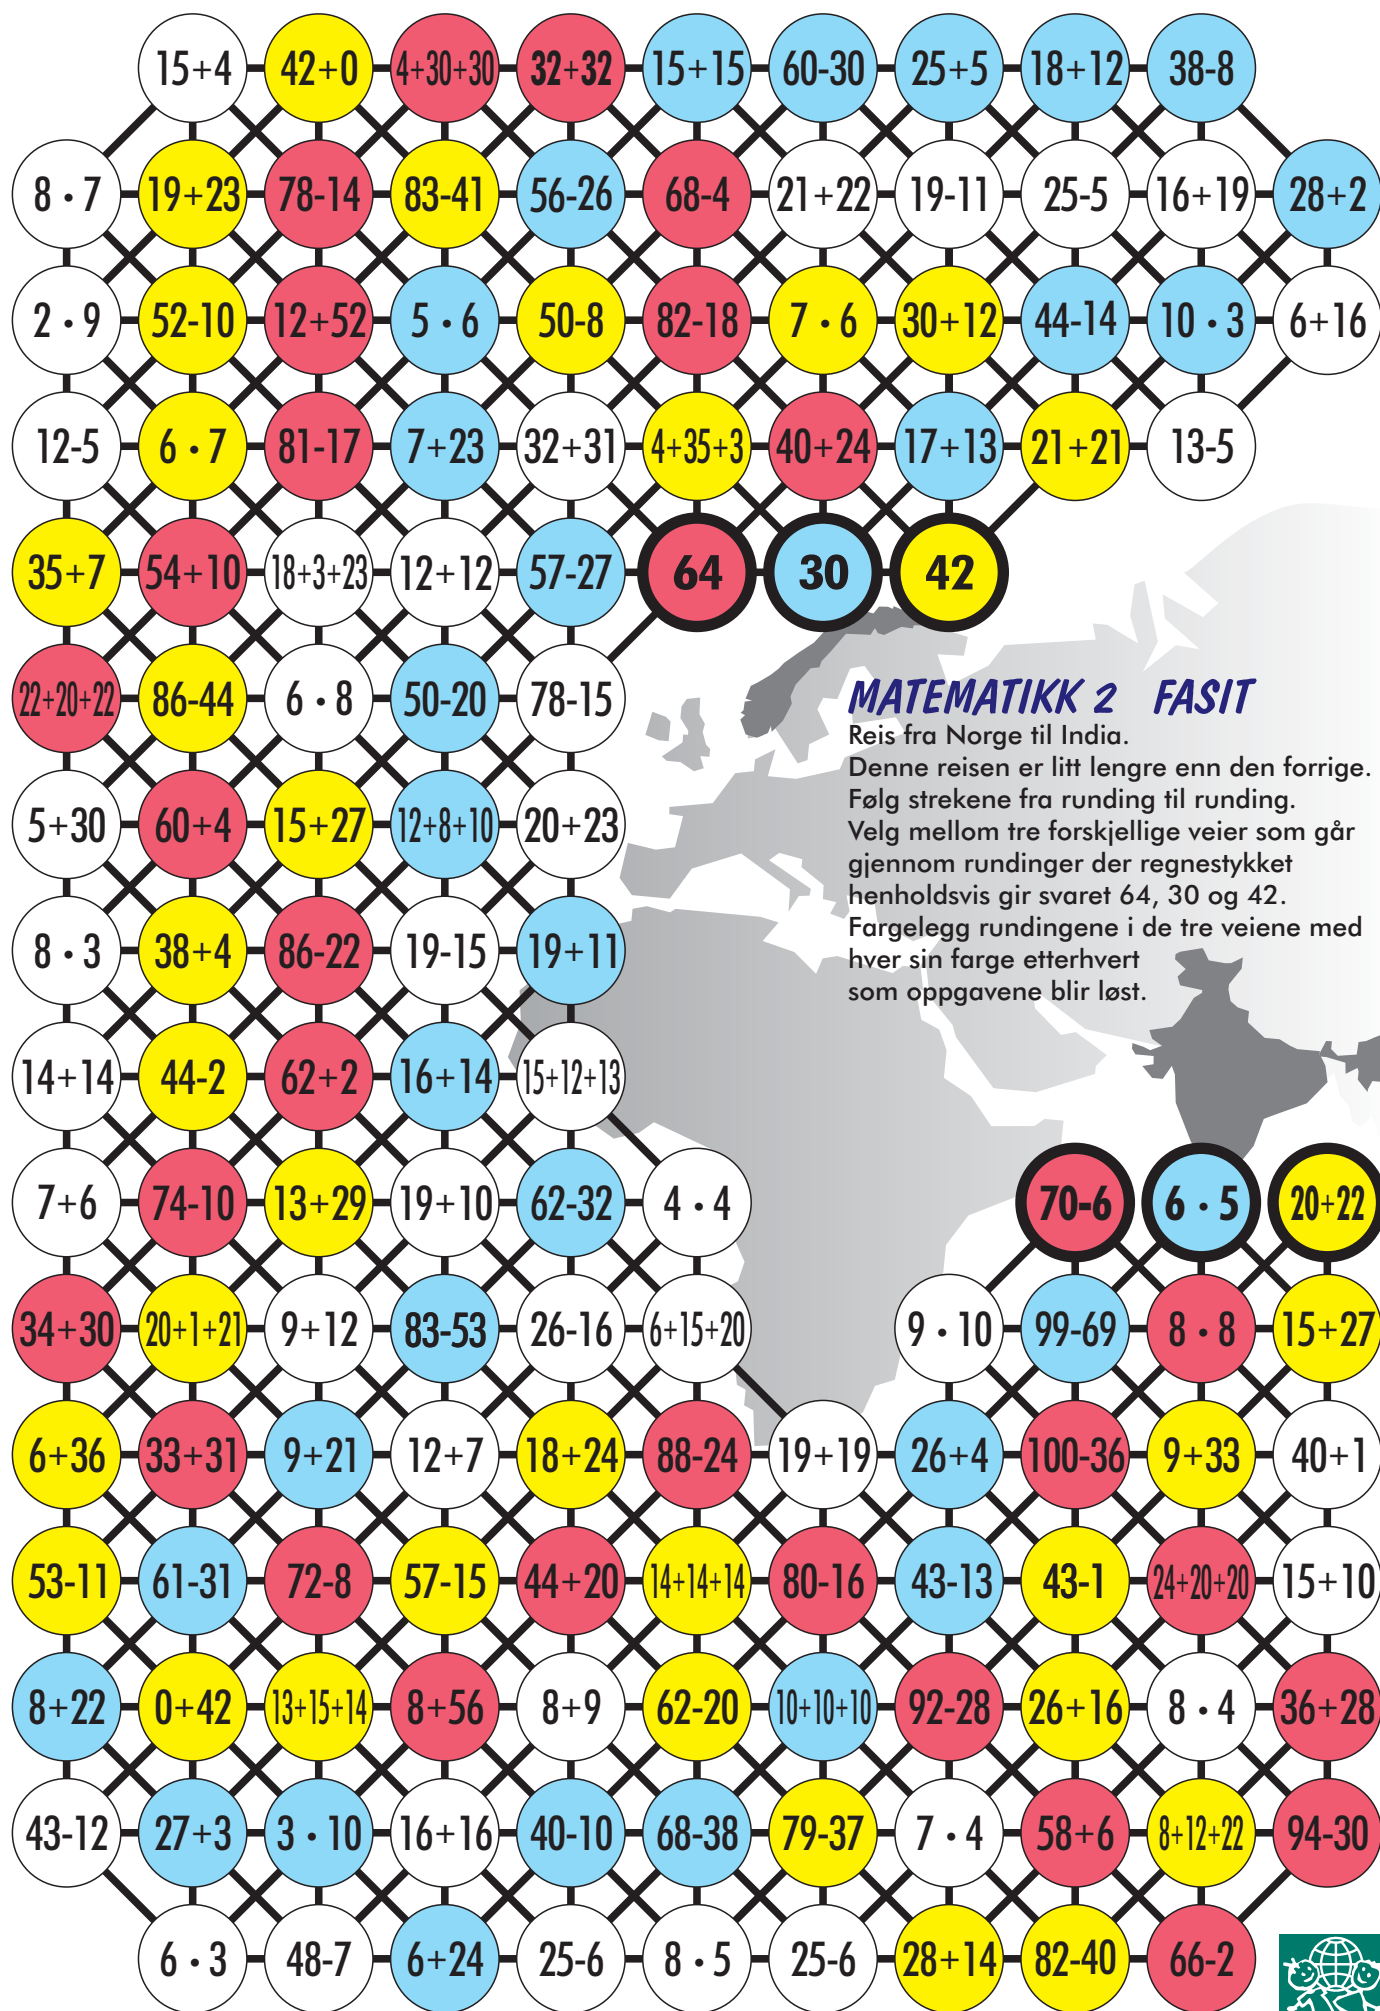 15+4 42+0 4+30+30 32+32 15+15 60-30 25+5 18+12 38-8
8 · 7 19+23 78-14 83-41 56-26 68-4 21+22 19-11 25-5 16+19 28+2
2 · 9 52-10 12+52 5 · 6 50-8 82-18 7 · 6 30+12 44-14 10 · 3 6+16
12-5 6 · 7 81-17 7+23 32+31 4+35+3 40+24 17+13 21+21 13-5
35+7 54+10 18+3+23 12+12 57-27 64 30 42
22+20+22 86-44 6 · 8 50-20 78-15
MATEMATIKK 2 FASIT
Reis fra Norge til India.
Denne reisen er litt lengre enn den forrige.
Følg strekene fra runding til runding.
Velg mellom tre forskjellige veier som går
gjennom rundinger der regnestykket
henholdsvis gir svaret 64, 30 og 42.
Fargelegg rundingene i de tre veiene med
hver sin farge etterhvert
som oppgavene blir løst.
5+30 60+4 15+27 12+8+10 20+23
8 · 3 38+4 86-22 19-15 19+11
14+14 44-2 62+2 16+14 15+12+13
7+6 74-10 13+29 19+10 62-32 4 · 4 70-6 6 · 5 20+22
34+30 20+1+21 9+12 83-53 26-16 6+15+20 9 · 10 99-69 8 · 8 15+27
6+36 33+31 9+21 12+7 18+24 88-24 19+19 26+4 100-36 9+33 40+1
53-11 61-31 72-8 57-15 44+20 14+14+14 80-16 43-13 43-1 24+20+20 15+10
8+22 0+42 13+15+14 8+56 8+9 62-20 10+10+10 92-28 26+16 8 · 4 36+28
43-12 27+3 3 · 10 16+16 40-10 68-38 79-37 7 · 4 58+6 8+12+22 94-30
6 · 3 48-7 6+24 25-6 8 · 5 25-6 28+14 82-40 66-2